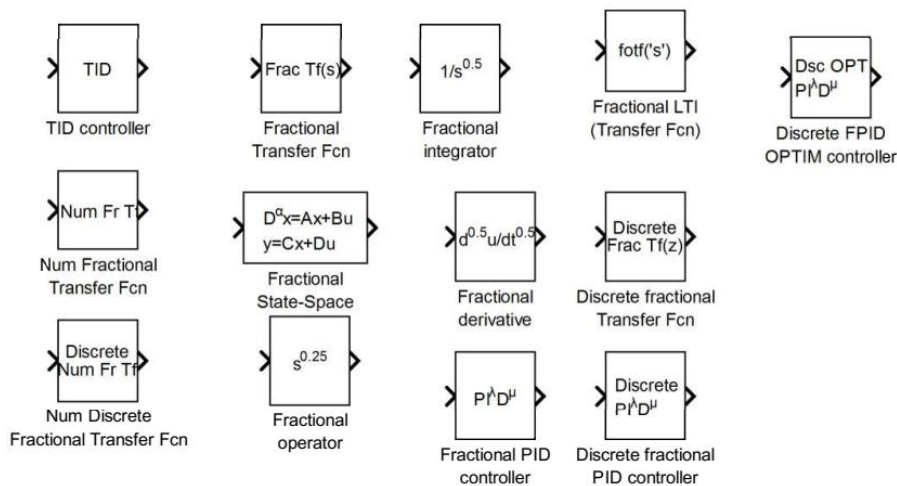 TID
TID controller
Frac Tf(s)
Fractional
Transfer Fcn
1/s^0.5
Fractional
integrator
fotf('s')
Fractional LTI
(Transfer Fcn)
Dsc OPT
PI^λD^μ
Discrete FPID
OPTIM controller
Num Fr Tf
Num Fractional
Transfer Fcn
D^αx=Ax+Bu
y=Cx+Du
Fractional
State-Space
d^0.5u/dt^0.5
Fractional
derivative
Discrete
Frac Tf(z)
Discrete fractional
Transfer Fcn
Discrete
Num Fr Tf
Num Discrete
Fractional Transfer Fcn
s^0.25
Fractional
operator
PI^λD^μ
Fractional PID
controller
Discrete
PI^λD^μ
Discrete fractional
PID controller